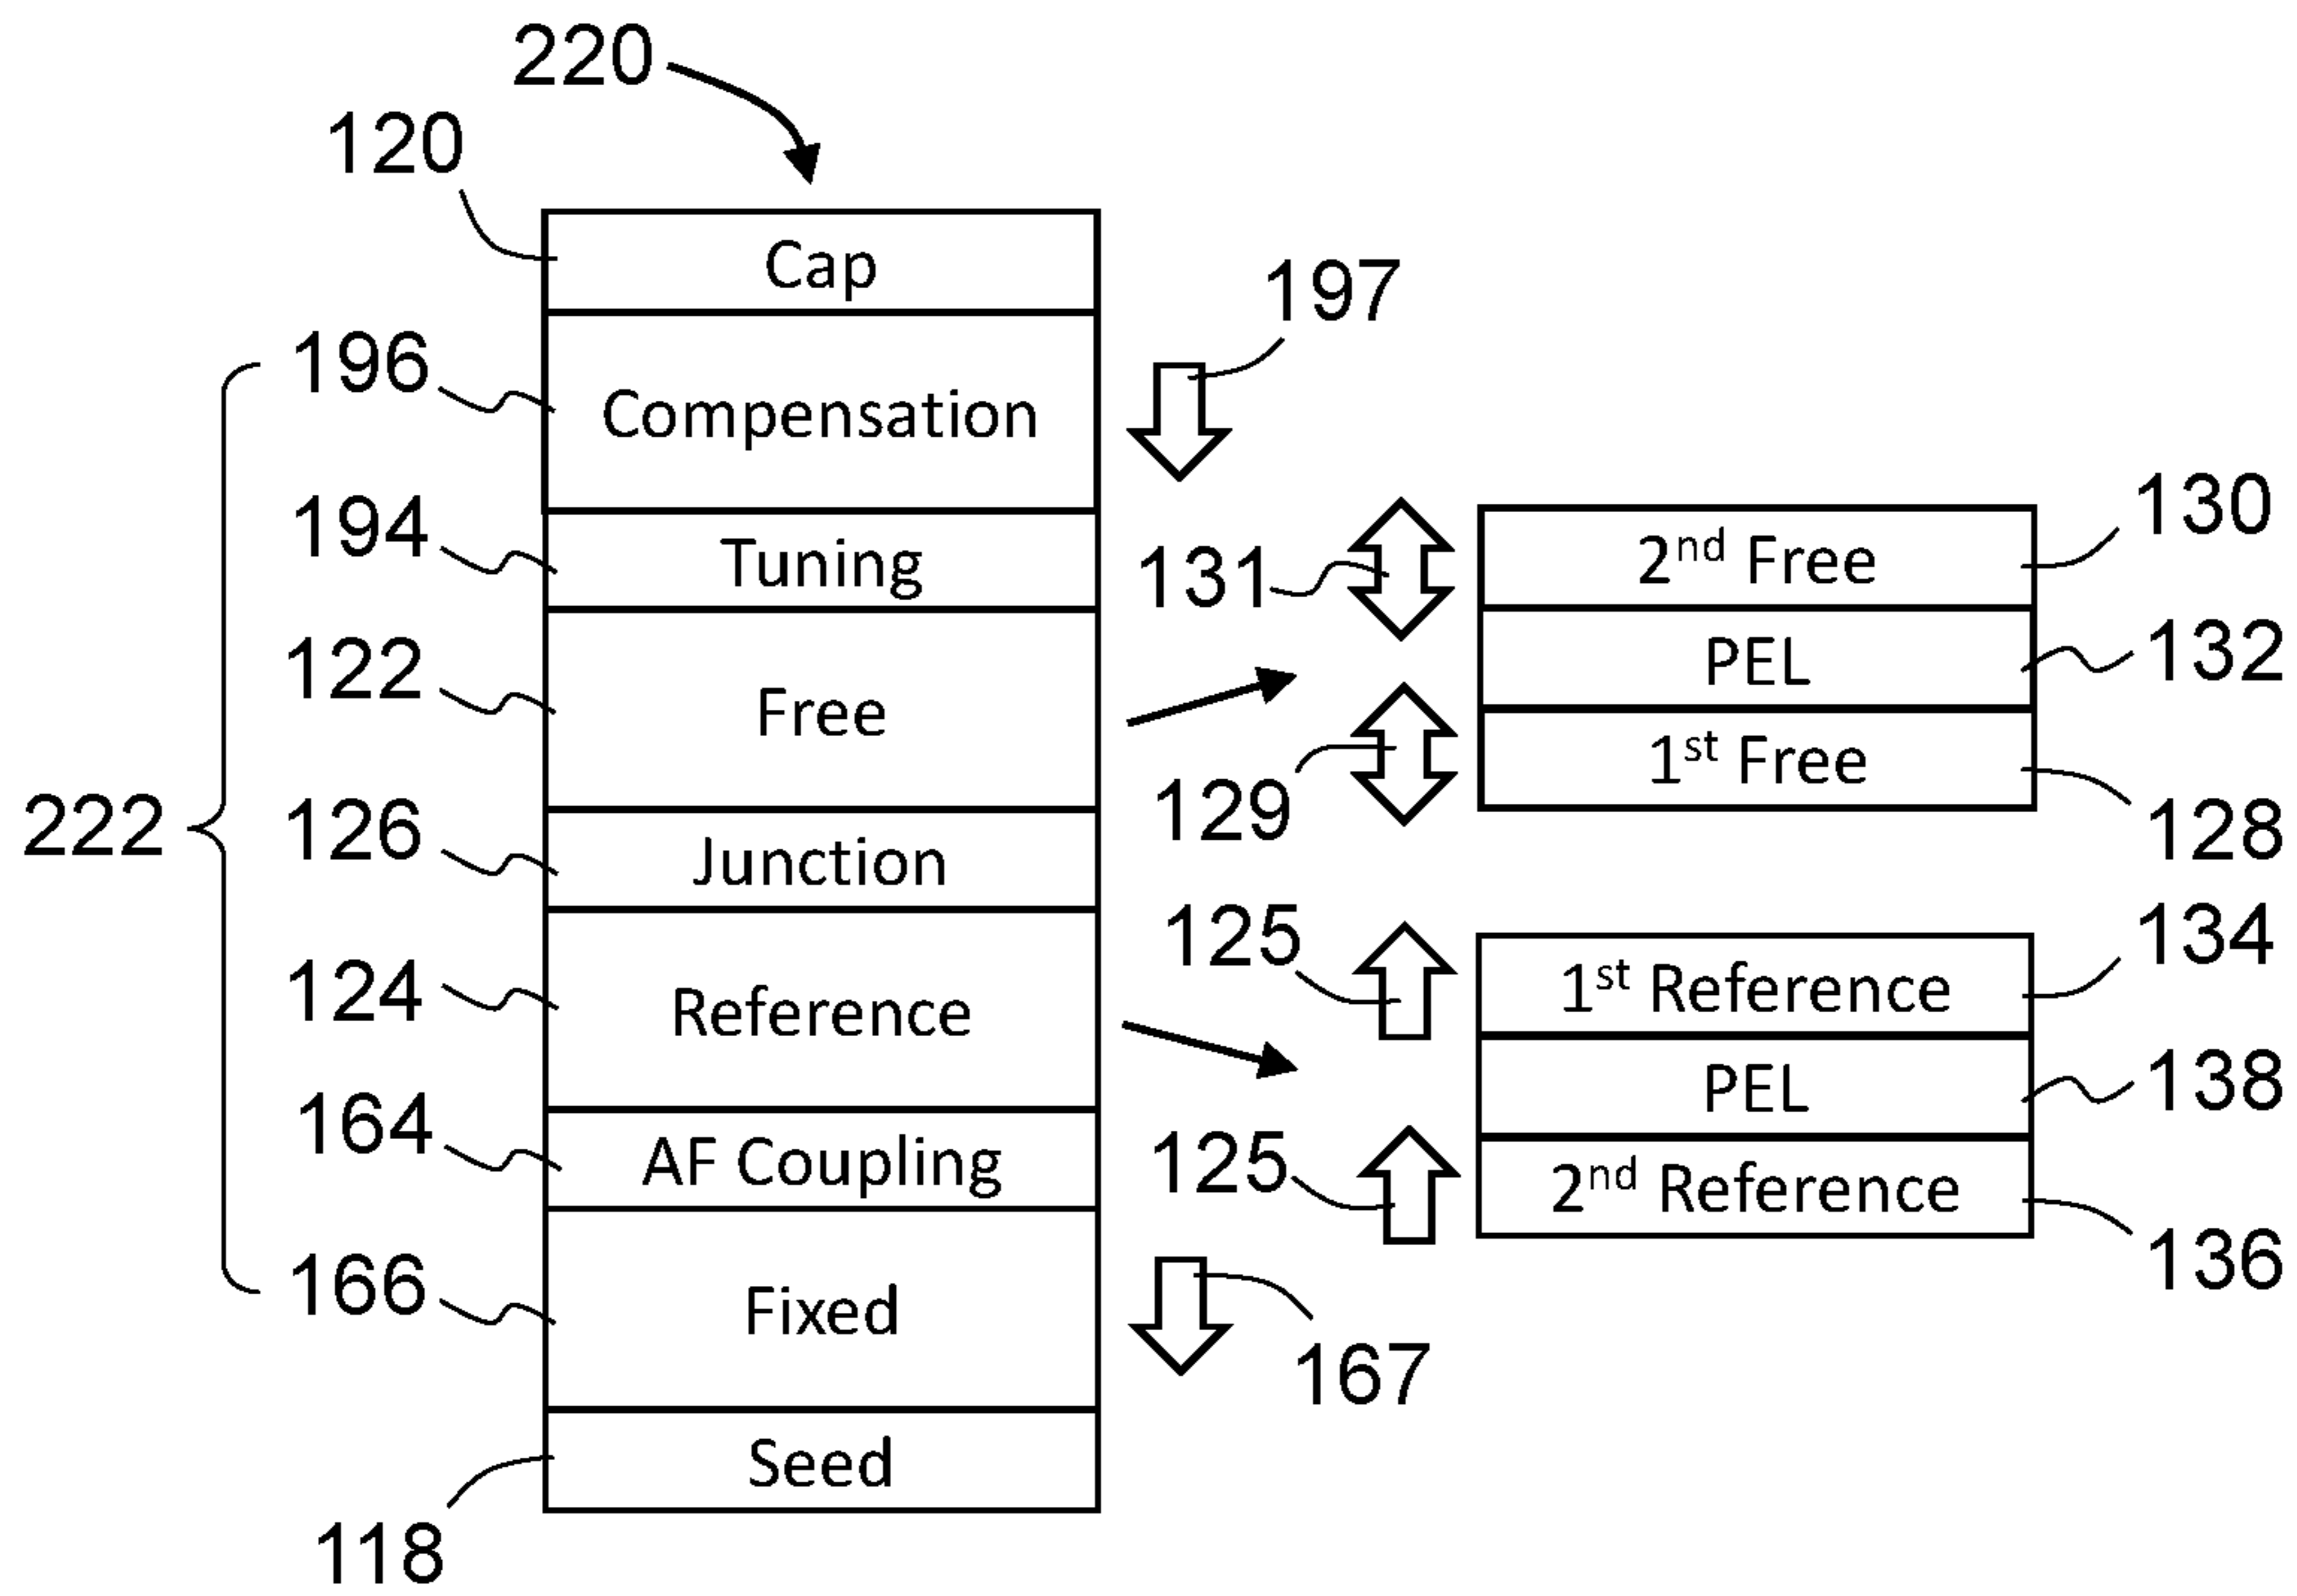 220
120
Cap
197
196
Compensation
194
Tuning
131
2nd Free
130
122
Free
PEL
132
129
1st Free
128
222
126
Junction
125
1st Reference
134
124
Reference
PEL
138
164
AF Coupling
125
2nd Reference
136
166
Fixed
167
Seed
118